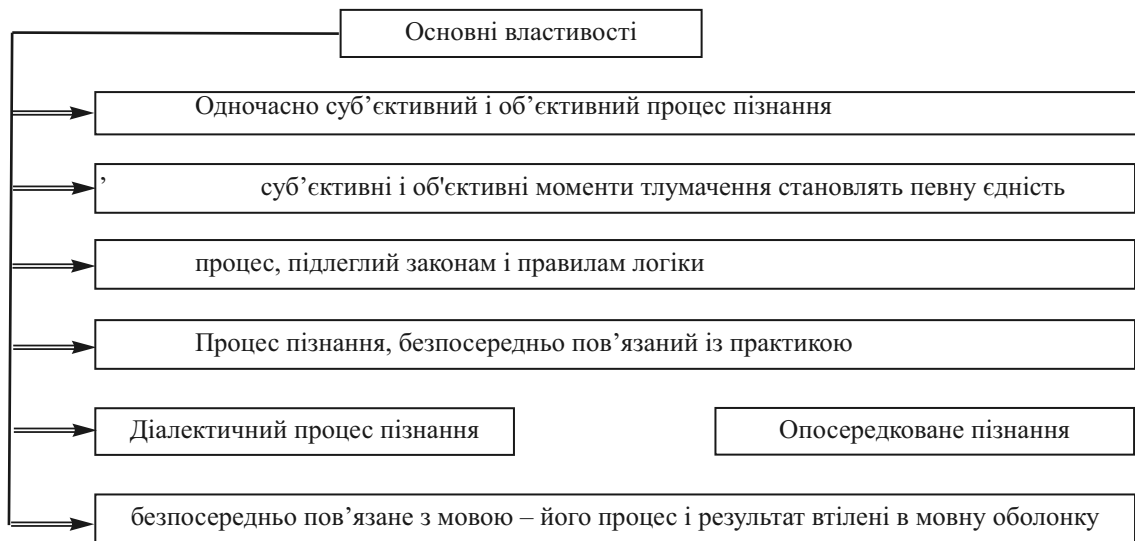 Основні властивості
Одночасно суб’єктивний і об’єктивний процес пізнання
’ суб’єктивні і об'єктивні моменти тлумачення становлять певну єдність
процес, підлеглий законам і правилам логіки
Процес пізнання, безпосередньо пов’язаний із практикою
Діалектичний процес пізнання
Опосередковане пізнання
безпосередньо пов’язане з мовою – його процес і результат втілені в мовну оболонку